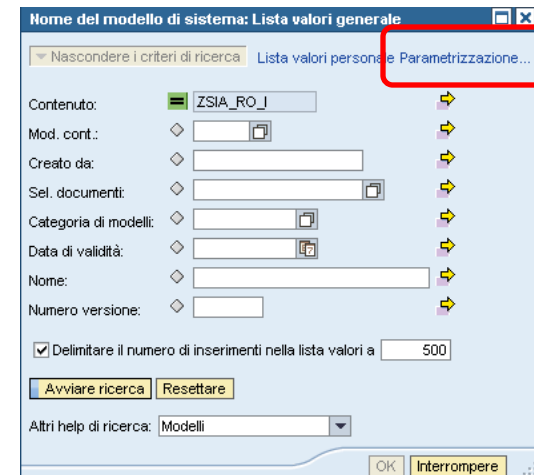 Nome del modello di sistema: Lista valori generale
Nascondere i criteri di ricerca Lista valori personale Parametrizzazione...
Contenuto: ZSIA_RO_I
Mod. cont.:
Creato da:
Sel. documenti:
Categoria di modelli:
Data di validità:
Nome:
Numero versione:
Delimitare il numero di inserimenti nella lista valori a 500
Avviare ricerca Resettare
Altri help di ricerca: Modelli
OK Interrompere